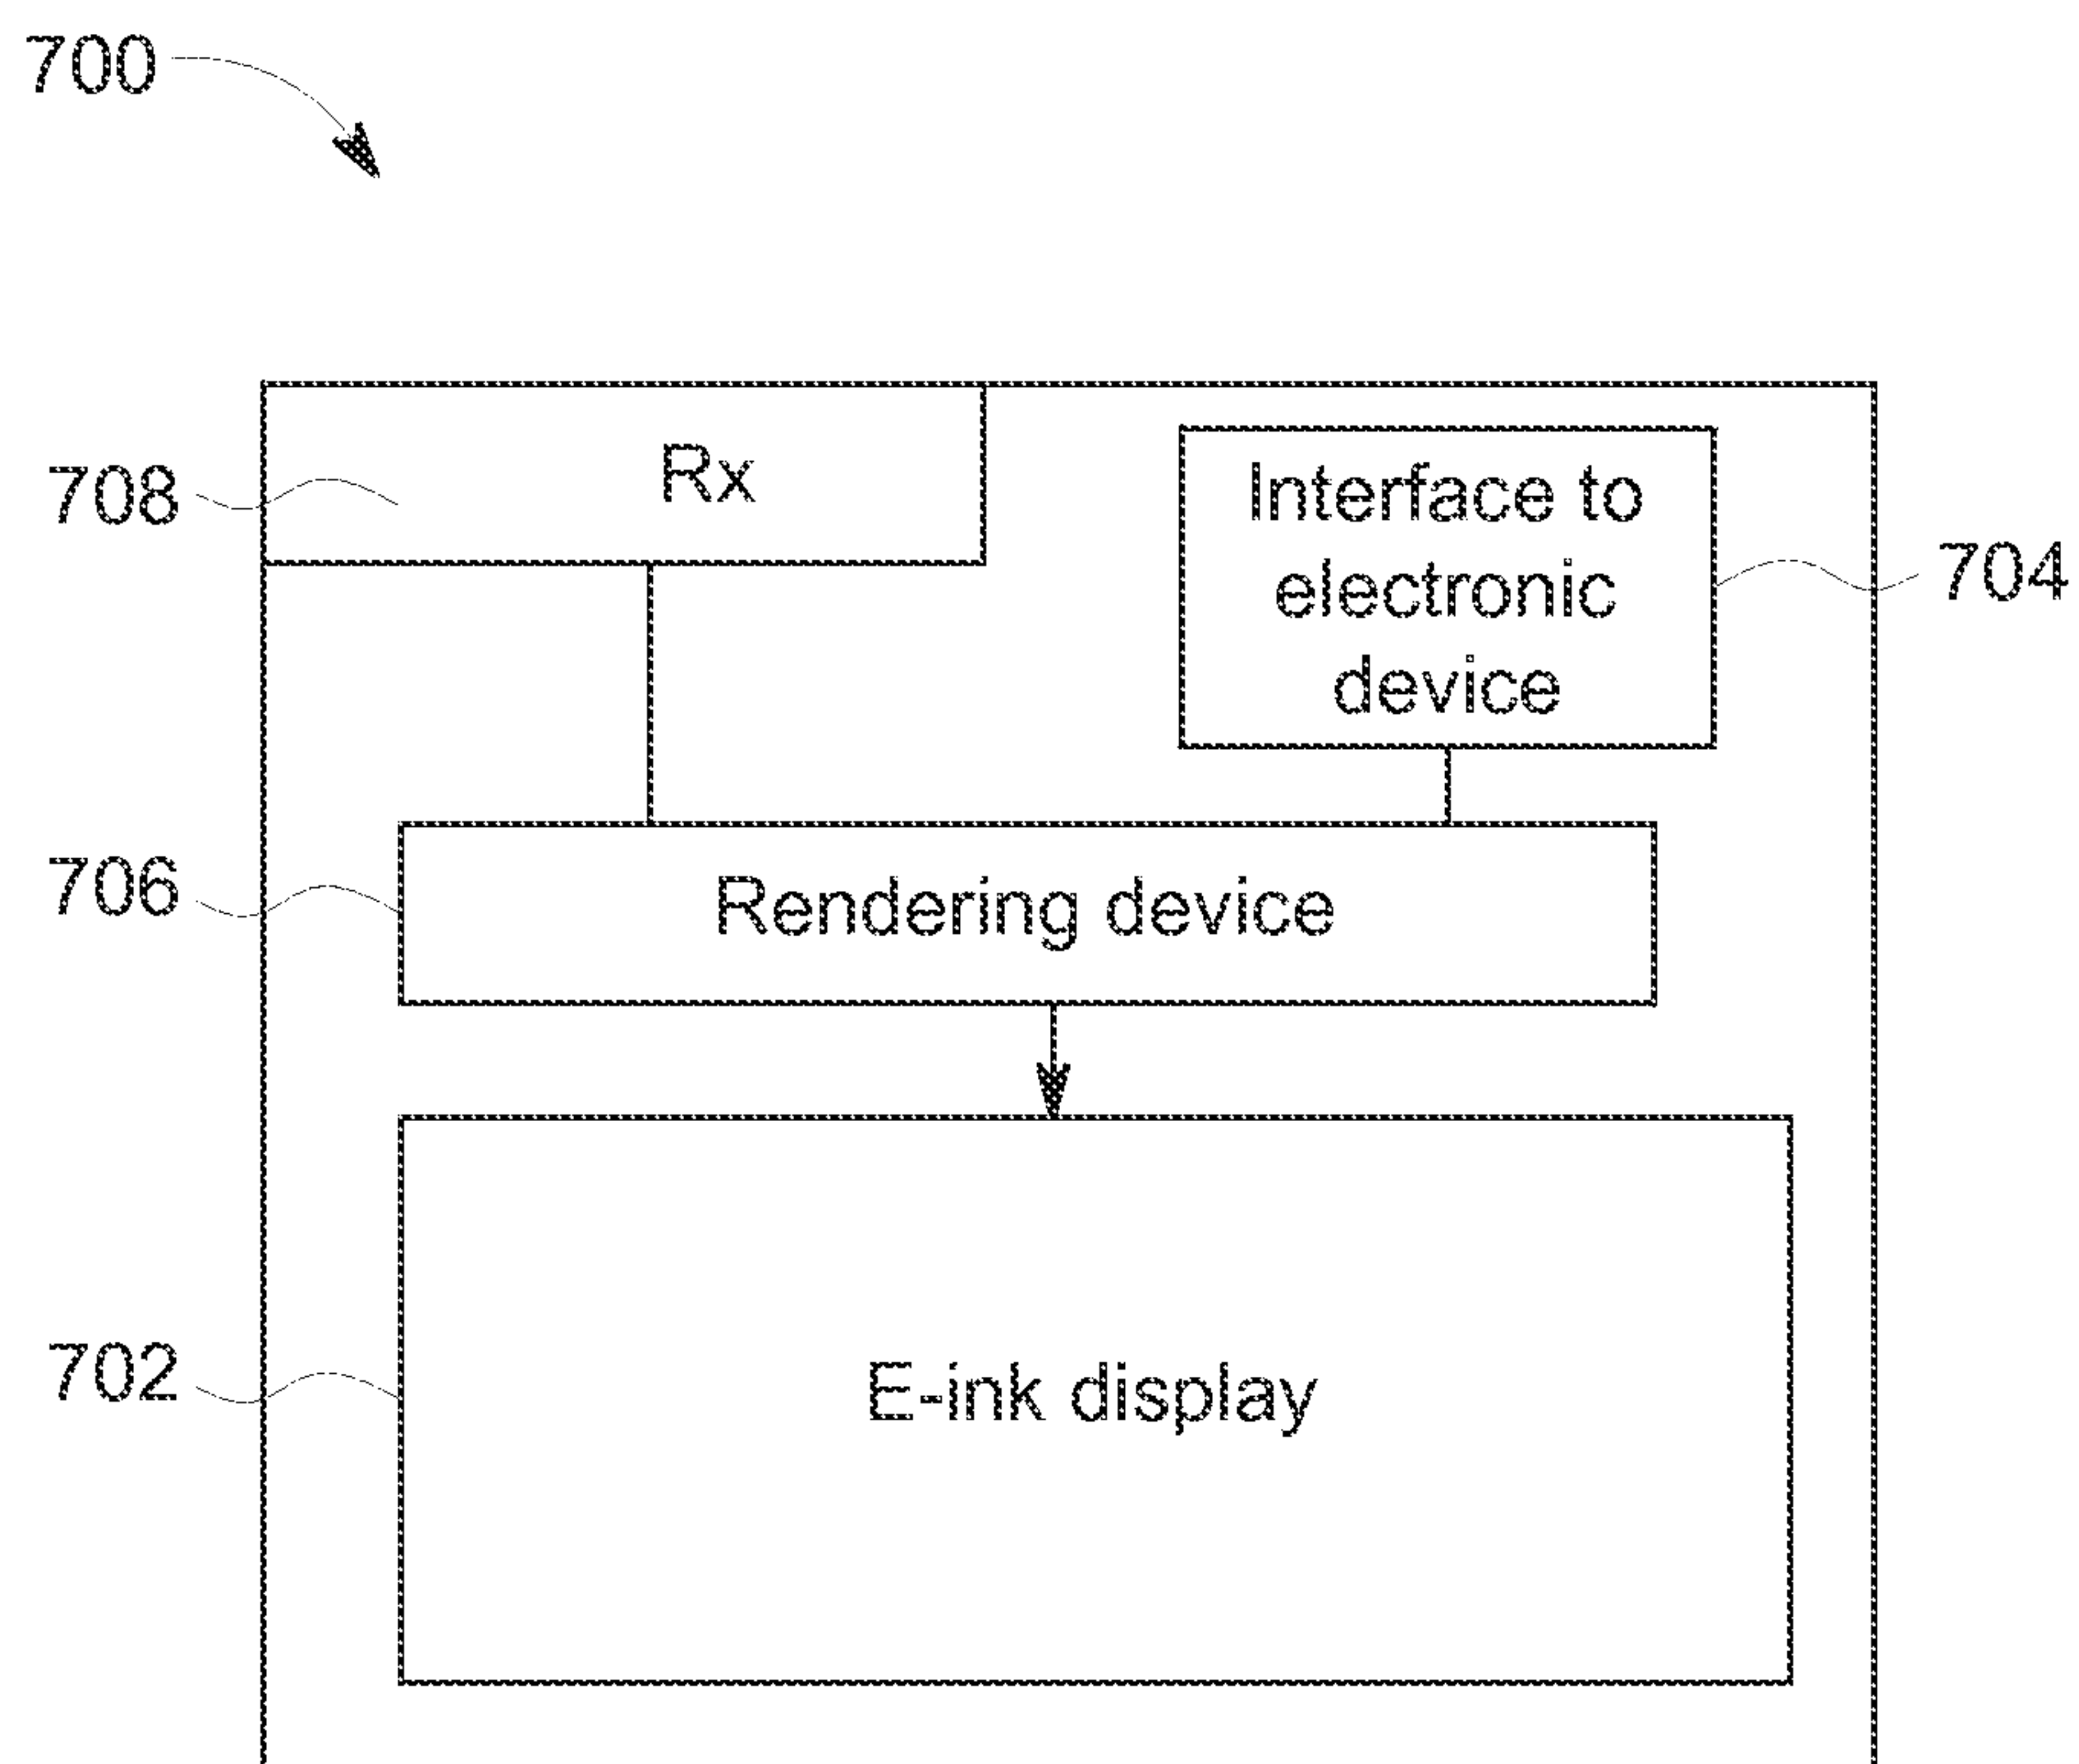 700
708
Rx
Interface to
electronic
device
704
706
Rendering device
702
E-ink display